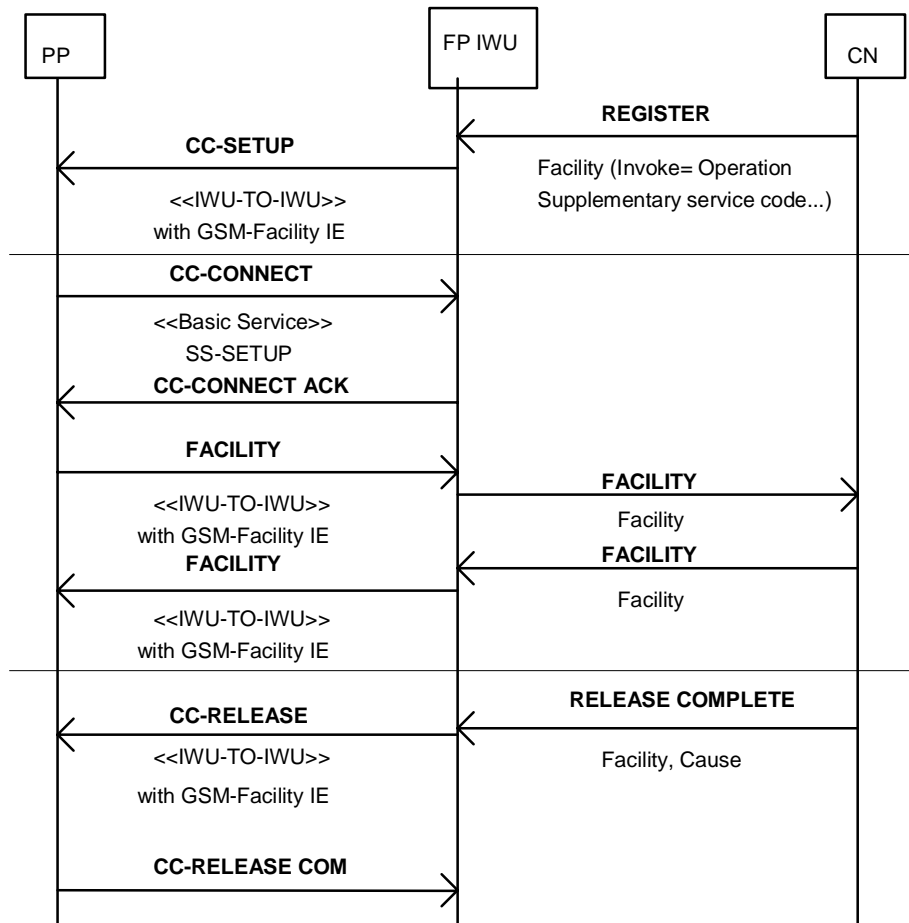 PP
FP IWU
CN
REGISTER
CC-SETUP
Facility (Invoke= Operation
Supplementary service code...)
<<IWU-TO-IWU>>
with GSM-Facility IE
CC-CONNECT
<<Basic Service>>
SS-SETUP
CC-CONNECT ACK
FACILITY
FACILITY
<<IWU-TO-IWU>>
with GSM-Facility IE
Facility
FACILITY
FACILITY
Facility
<<IWU-TO-IWU>>
with GSM-Facility IE
RELEASE COMPLETE
CC-RELEASE
<<IWU-TO-IWU>>
with GSM-Facility IE
Facility, Cause
CC-RELEASE COM